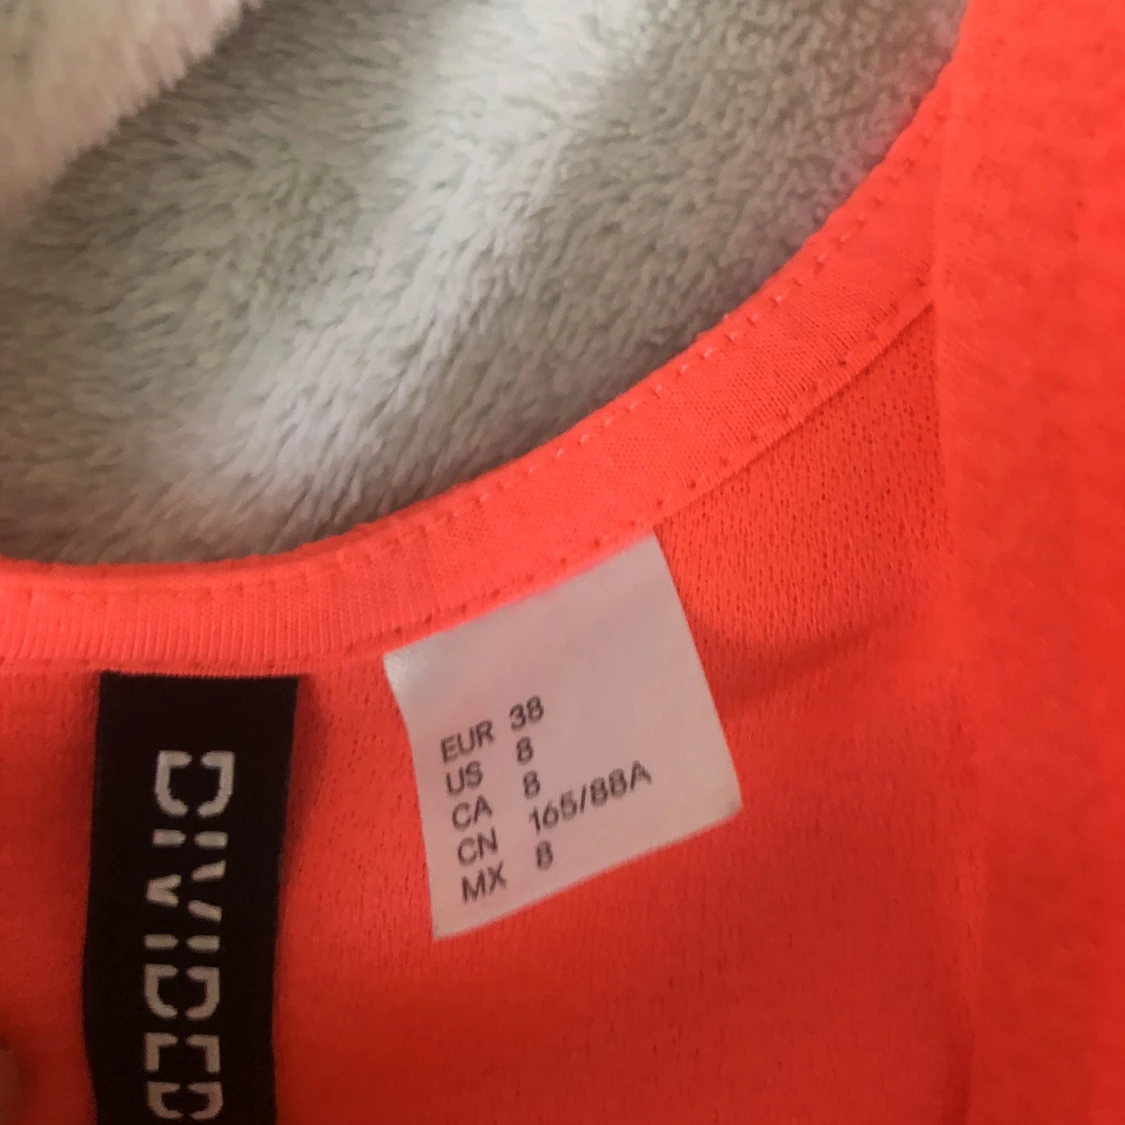 DIVIDED
EUR 38
US 8
CA 8
CN 165/88A
MX 8